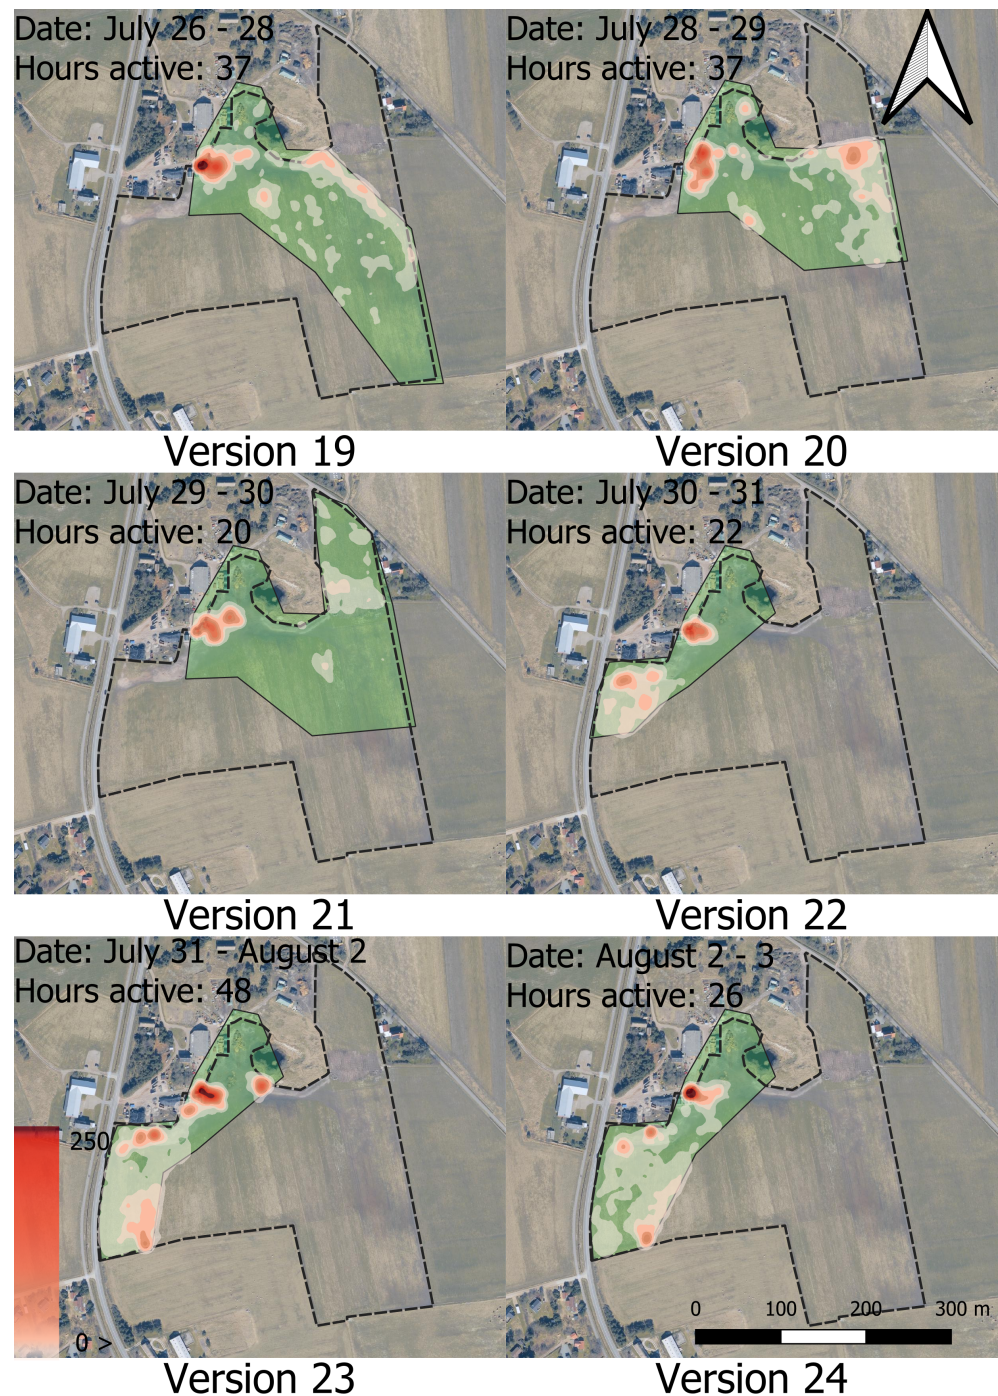 Date: July 26 - 28
Hours active: 37
Version 19
Date: July 28 - 29
Hours active: 37
Version 20
Date: July 29 - 30
Hours active: 20
Version 21
Date: July 30 - 31
Hours active: 22
Version 22
Date: July 31 - August 2
Hours active: 48
250
0 >
Version 23
Date: August 2 - 3
Hours active: 26
0 100 200 300 m
Version 24